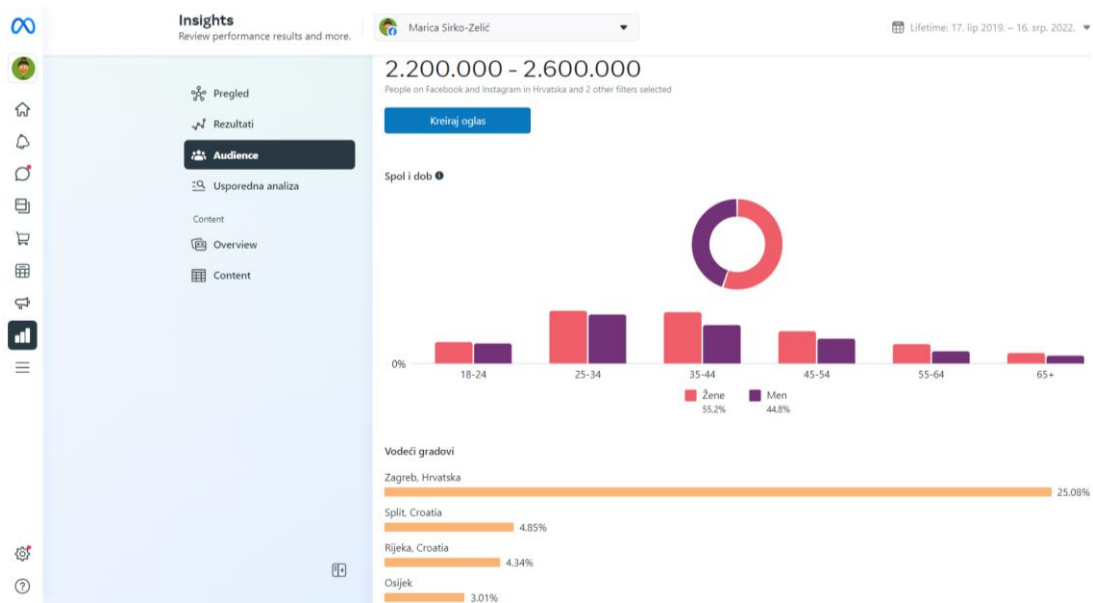 Insights
Review performance results and more.
Marica Sirko-Zelić
Lifetime: 17. lip 2019. – 16. srp. 2022.
Pregled
Rezultati
Audience
Usporedna analiza
Content
Overview
Content
2.200.000 - 2.600.000
People on Facebook and Instagram in Hrvatska and 2 other filters selected
Kreiraj oglas
Spol i dob
0%
18-24 25-34 35-44 45-54 55-64 65+
Žene Men
55.2% 44.8%
Vodeći gradovi
Zagreb, Hrvatska
25.08%
Split, Croatia
4.85%
Rijeka, Croatia
4.34%
Osijek
3.01%